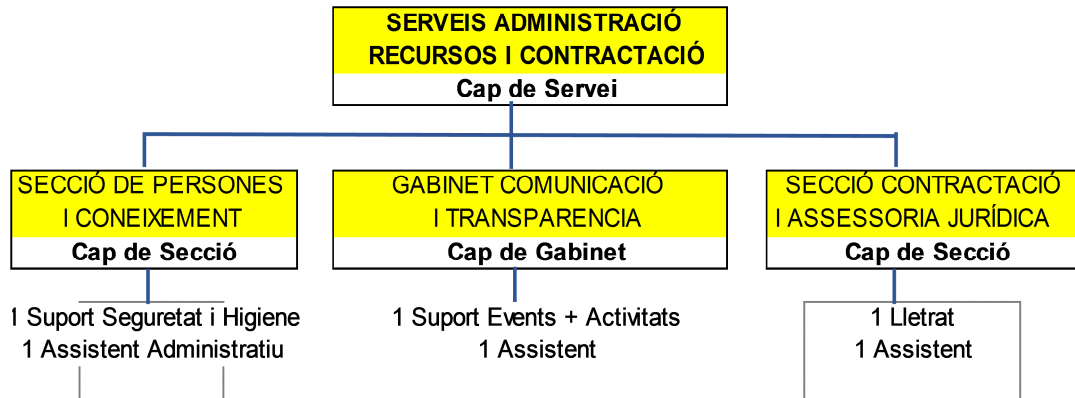 SERVEIS ADMINISTRACIÓ
RECURSOS I CONTRACTACIÓ
Cap de Servei
SECCIÓ DE PERSONES
I CONEIXEMENT
Cap de Secció
1 Suport Seguretat i Higiene
1 Assistent Administratiu
GABINET COMUNICACIÓ
I TRANSPARENCIA
Cap de Gabinet
1 Suport Events + Activitats
1 Assistent
SECCIÓ CONTRACTACIÓ
I ASSESSORIA JURÍDICA
Cap de Secció
1 Lletrat
1 Assistent